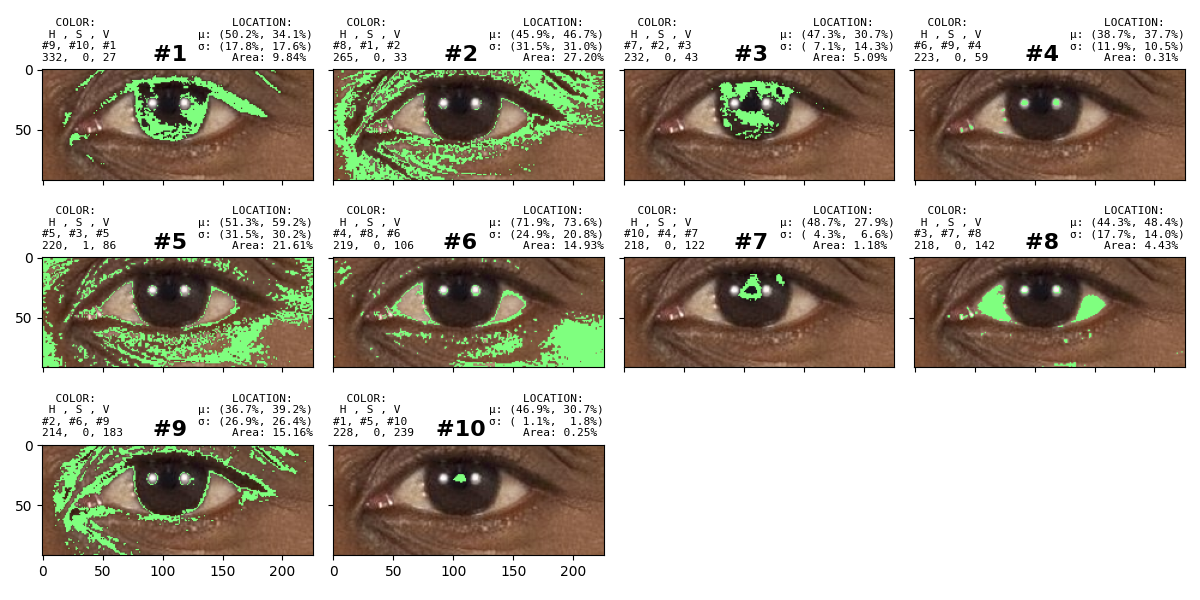 COLOR: LOCATION:
H , S , V μ: (50.2%, 34.1%)
#9, #10, #1 #1 σ: (17.8%, 17.6%)
332, 0, 27 Area: 9.84%
COLOR: LOCATION:
H , S , V μ: (45.9%, 46.7%)
#8, #1, #2 #2 σ: (31.5%, 31.0%)
265, 0, 33 Area: 27.20%
COLOR: LOCATION:
H , S , V μ: (47.3%, 30.7%)
#7, #2, #3 #3 σ: ( 7.1%, 14.3%)
232, 0, 43 Area: 5.09%
COLOR: LOCATION:
H , S , V μ: (38.7%, 37.7%)
#6, #9, #4 #4 σ: (11.9%, 10.5%)
223, 0, 59 Area: 0.31%
0
50
COLOR: LOCATION:
H , S , V μ: (51.3%, 59.2%)
#5, #3, #5 #5 σ: (31.5%, 30.2%)
220, 1, 86 Area: 21.61%
COLOR: LOCATION:
H , S , V μ: (71.9%, 73.6%)
#4, #8, #6 #6 σ: (24.9%, 20.8%)
219, 0, 106 Area: 14.93%
COLOR: LOCATION:
H , S , V μ: (48.7%, 27.9%)
#10, #4, #7 #7 σ: ( 4.3%, 6.6%)
218, 0, 122 Area: 1.18%
COLOR: LOCATION:
H , S , V μ: (44.3%, 48.4%)
#3, #7, #8 #8 σ: (17.7%, 14.0%)
218, 0, 142 Area: 4.43%
0
50
COLOR: LOCATION:
H , S , V μ: (36.7%, 39.2%)
#2, #6, #9 #9 σ: (26.9%, 26.4%)
214, 0, 183 Area: 15.16%
COLOR: LOCATION:
H , S , V μ: (46.9%, 30.7%)
#1, #5, #10 #10 σ: ( 1.1%, 1.8%)
228, 0, 239 Area: 0.25%
0
50
0 50 100 150 200
0 50 100 150 200